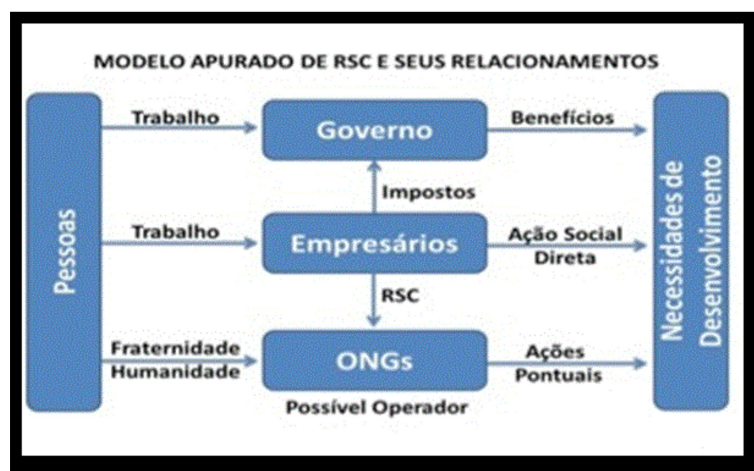 MODELO APURADO DE RSC E SEUS RELACIONAMENTOS
Pessoas
Trabalho
Governo
Benefícios
Impostos
Trabalho
Empresários
Ação Social
Direta
RSC
Fraternidade
Humanidade
ONGs
Possível Operador
Ações
Pontuais
Necessidades de
Desenvolvimento